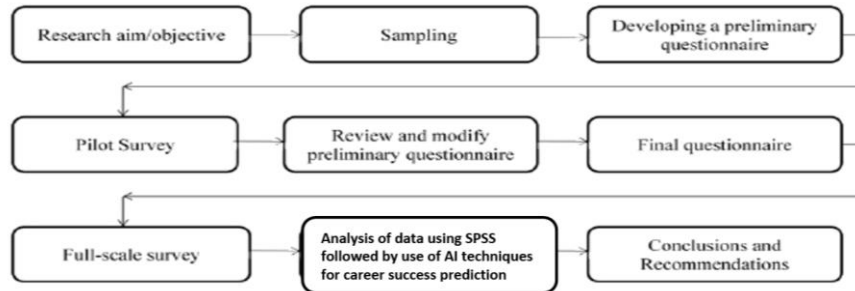 Research aim/objective
Sampling
Developing a preliminary
questionnaire
Pilot Survey
Review and modify
preliminary questionnaire
Final questionnaire
Full-scale survey
Analysis of data using SPSS
followed by use of AI techniques
for career success prediction
Conclusions and
Recommendations